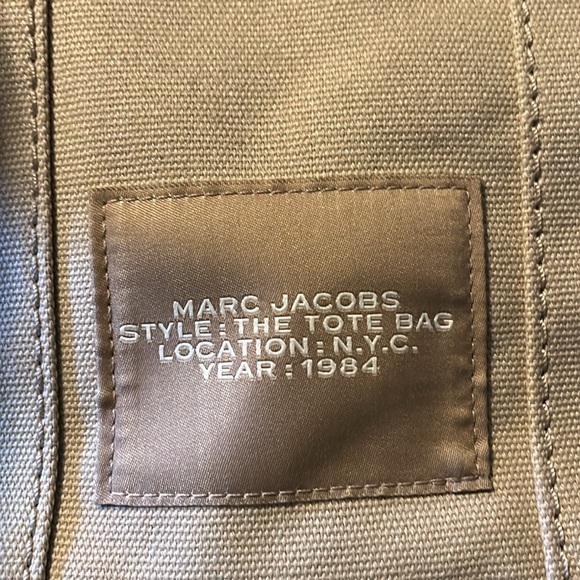 MARC JACOBS
STYLE : THE TOTE BAG
LOCATION : N.Y.C.
YEAR : 1984